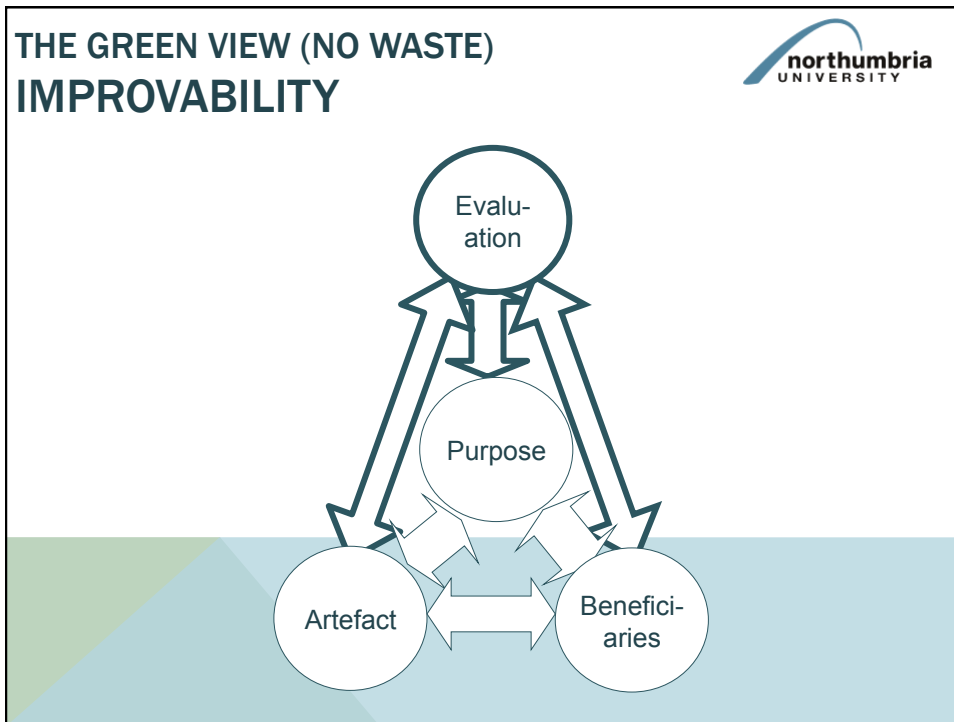 THE GREEN VIEW (NO WASTE)
IMPROVABILITY
northumbria
UNIVERSITY
Evalu-
ation
Purpose
Artefact
Benefici-
aries